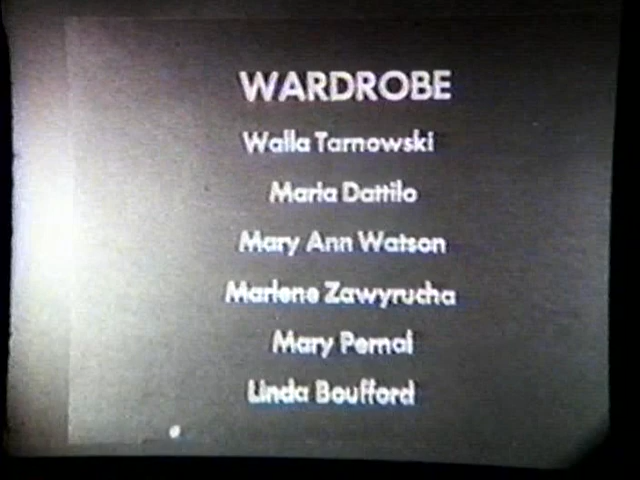 WARDROBE
Walla Tarnowski
Maria Dattilo
Mary Ann Watson
Marlene Zawyrucha
Mary Pernal
Linda Boufford